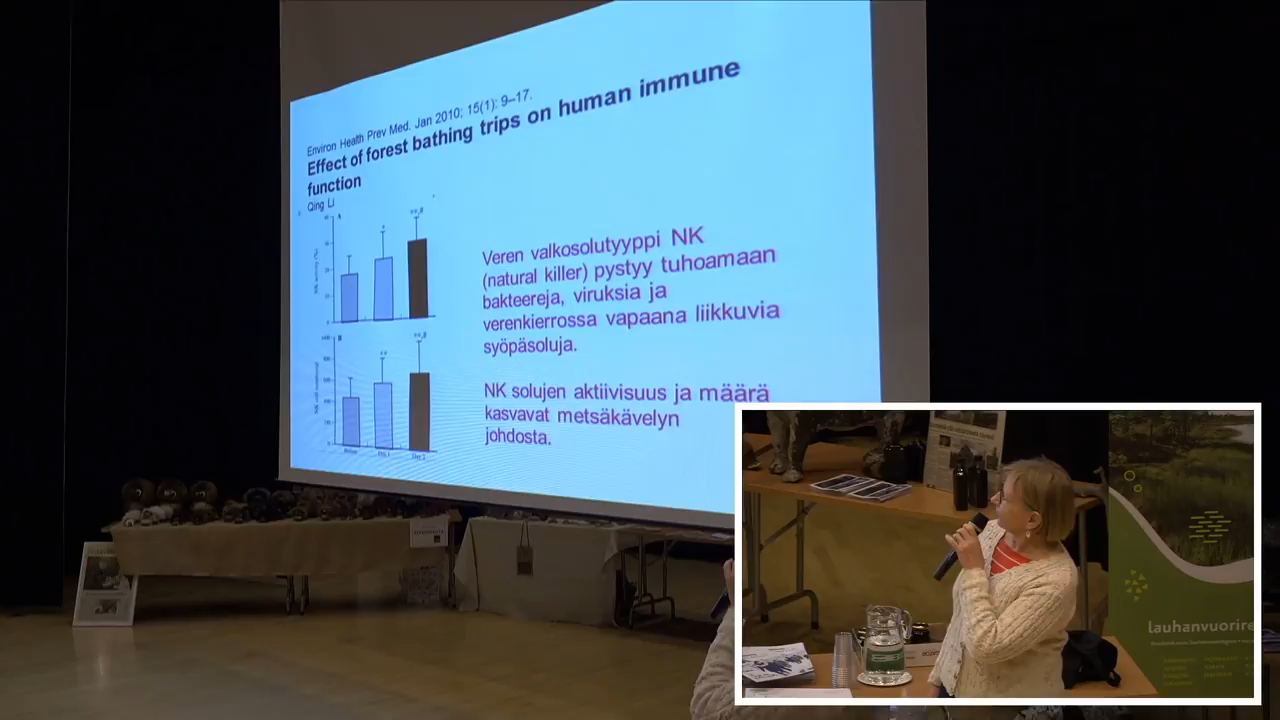 Environ Health Prev Med. Jan 2010; 15(1): 9–17.
Effect of forest bathing trips on human immune
function
Qing Li
A
B
Veren valkosolutyyppi NK
(natural killer) pystyy tuhoamaan
bakteereja, viruksia ja
verenkierrossa vapaana liikkuvia
syöpäsoluja.
NK solujen aktiivisuus ja määrä
kasvavat metsäkävelyn
johdosta.
lauhanvuorire